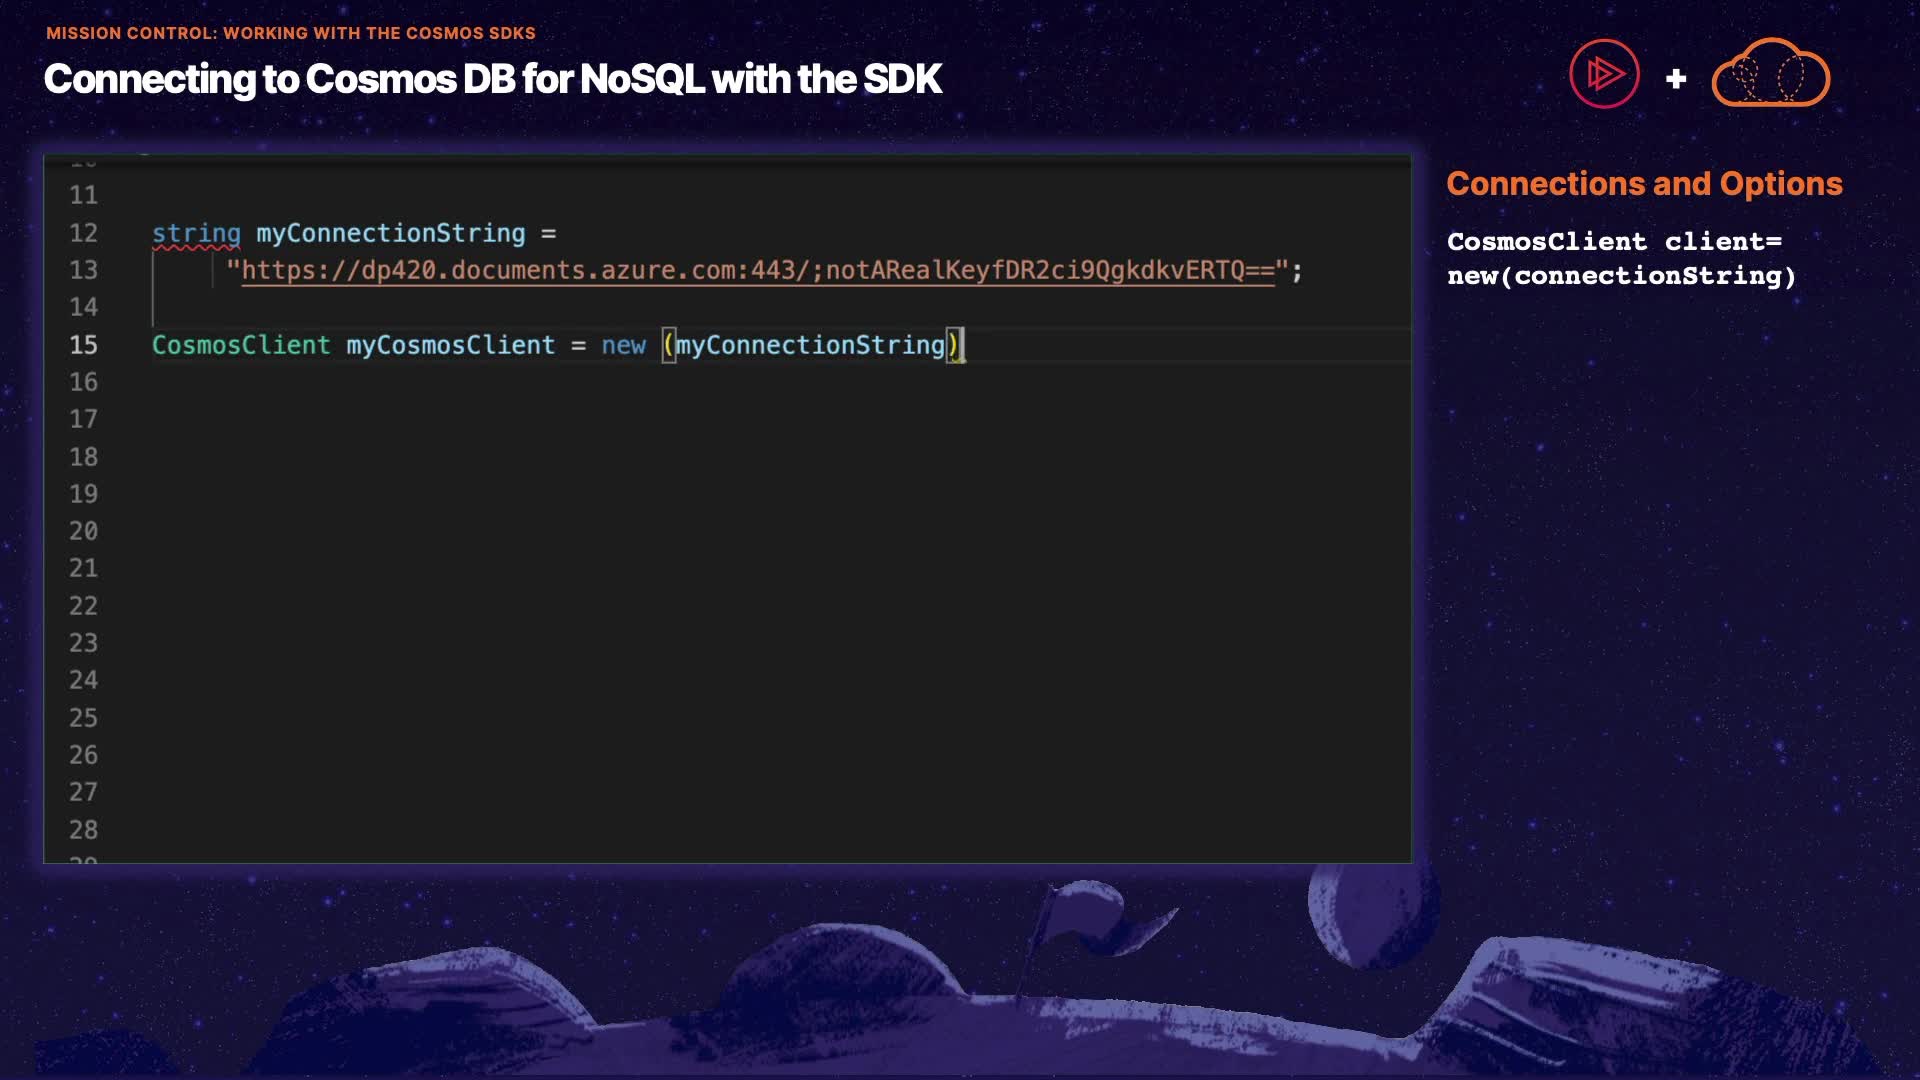 MISSION CONTROL: WORKING WITH THE COSMOS SDKS
Connecting to Cosmos DB for NoSQL with the SDK
+
11
12 string myConnectionString =
13 "https://dp420.documents.azure.com:443/;notARealKeyfDR2ci9QgkdkvERTQ==";
14
15 CosmosClient myCosmosClient = new (myConnectionString)
16
17
18
19
20
21
22
23
24
25
26
27
28
Connections and Options
CosmosClient client=
new(connectionString)